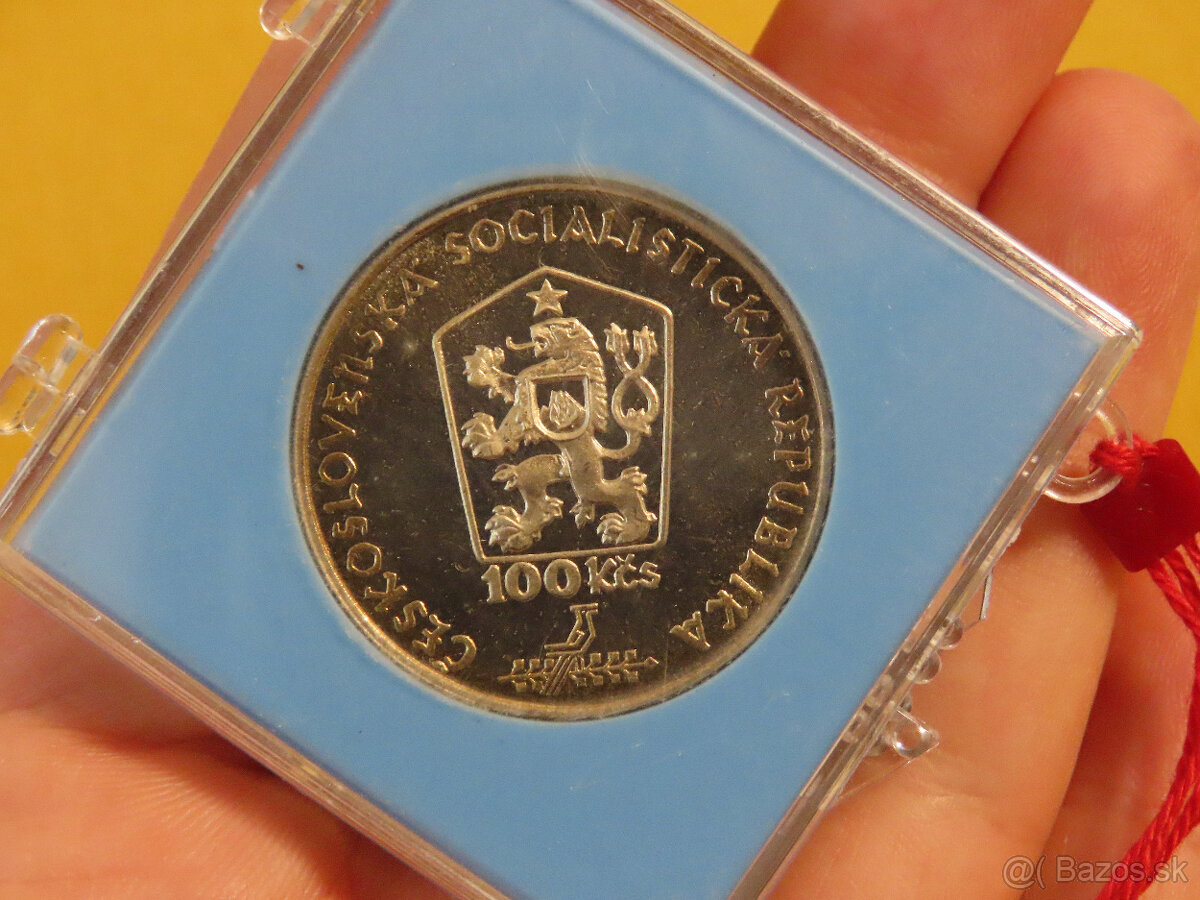 ČESKOSLOVENSKÁ SOCIALISTICKÁ REPUBLIKA
100 Kčs
@( Bazos.sk